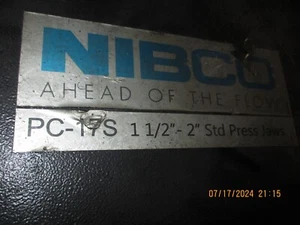 NIBCO
AHEAD OF THE FLOW
PC-17S 1 1/2"- 2" Std Press Jaws
07/17/2024 21:15